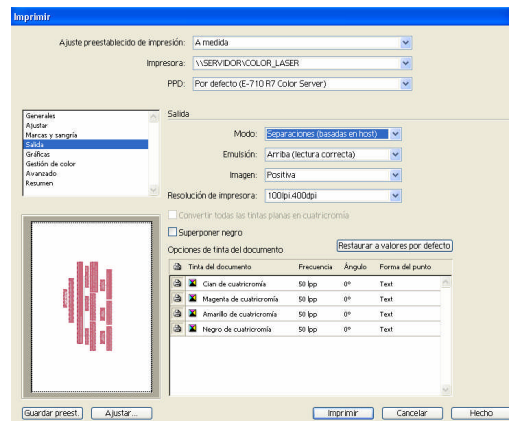 Imprimir
Ajuste preestablecido de impresión: A medida
Impresora: \\SERVIDOR\COLOR_LASER
PPD: Por defecto (E-710 R7 Color Server)
Generales
Ajustar
Marcas y sangría
Salida
Gráficas
Gestión de color
Avanzado
Resumen
Salida
Modo: Separaciones (basadas en host)
Emulsión: Arriba (lectura correcta)
Imagen: Positiva
Resolución de impresora: 100lpi 400dpi
Convertir todas las tintas planas en cuatricromía
Superponer negro
Opciones de tinta del documento
Restaurar a valores por defecto
Tinta del documento Frecuencia Ángulo Forma del punto
Cian de cuatricromía 50 lpp 0º Text
Magenta de cuatricromía 50 lpp 0º Text
Amarillo de cuatricromía 50 lpp 0º Text
Negro de cuatricromía 50 lpp 0º Text
Guardar preest. Ajustar... Imprimir Cancelar Hecho